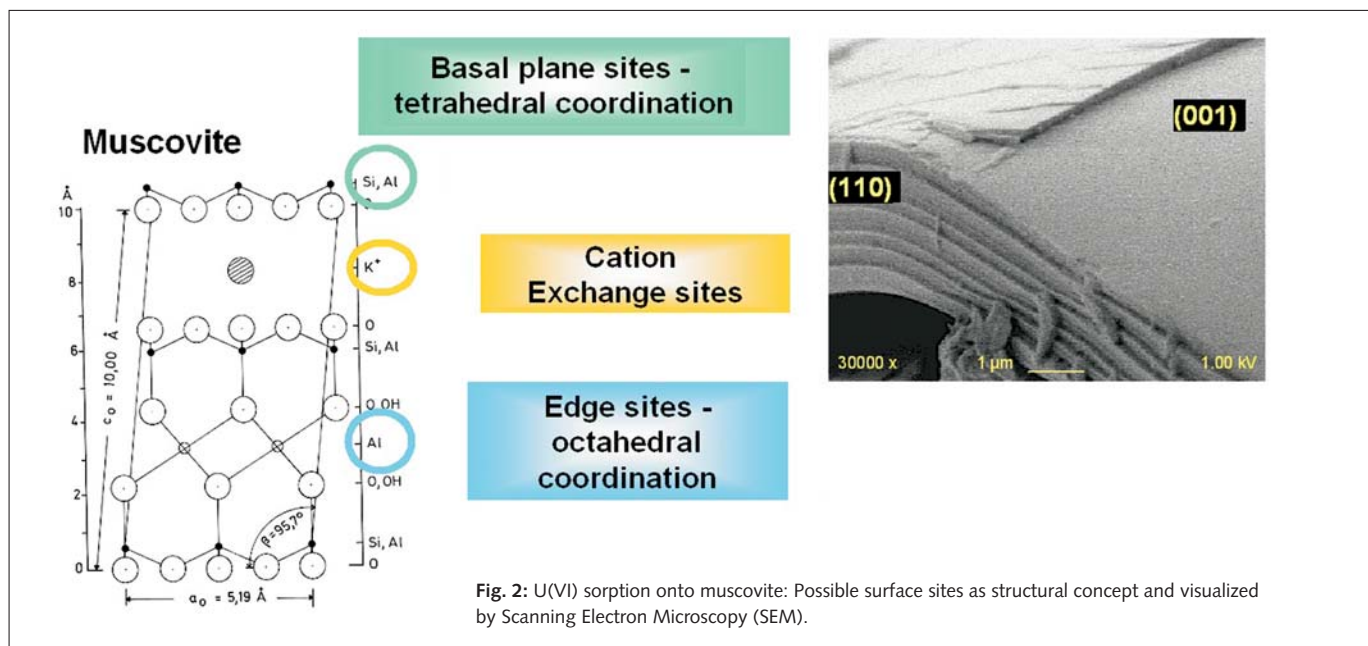 Basal plane sites -
tetrahedral coordination
Muscovite
Å
10
8
6
4
2
0
c₀ = 10,00 Å
a₀ = 5,19 Å
β=95,7°
Si, Al
K⁺
O
Si, Al
O,OH
Al
O,OH
Si, Al
O
Cation
Exchange sites
Edge sites -
octahedral
coordination
(001)
(110)
30000 x 1 µm 1.00 kV
Fig. 2: U(VI) sorption onto muscovite: Possible surface sites as structural concept and visualized
by Scanning Electron Microscopy (SEM).